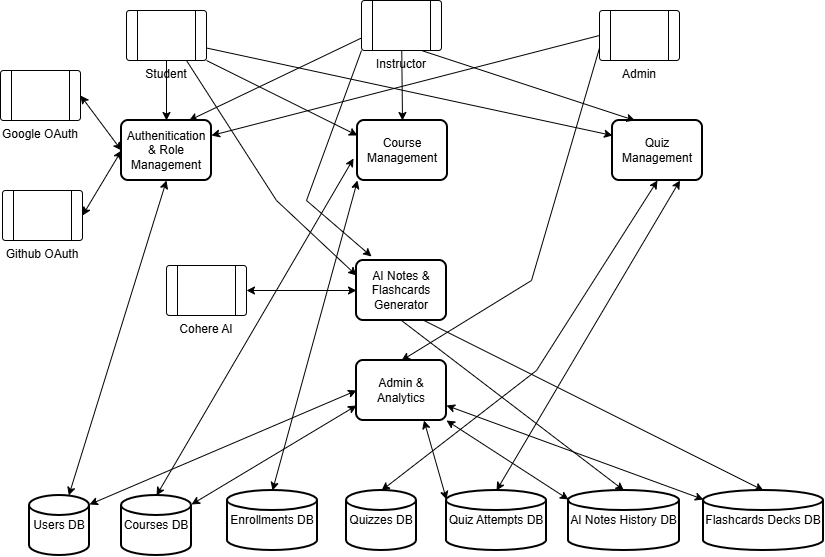 Student
Instructor
Admin
Google OAuth
Authenitication
& Role
Management
Course
Management
Quiz
Management
Github OAuth
AI Notes &
Flashcards
Generator
Cohere AI
Admin &
Analytics
Users DB
Courses DB
Enrollments DB
Quizzes DB
Quiz Attempts DB
AI Notes History DB
Flashcards Decks DB